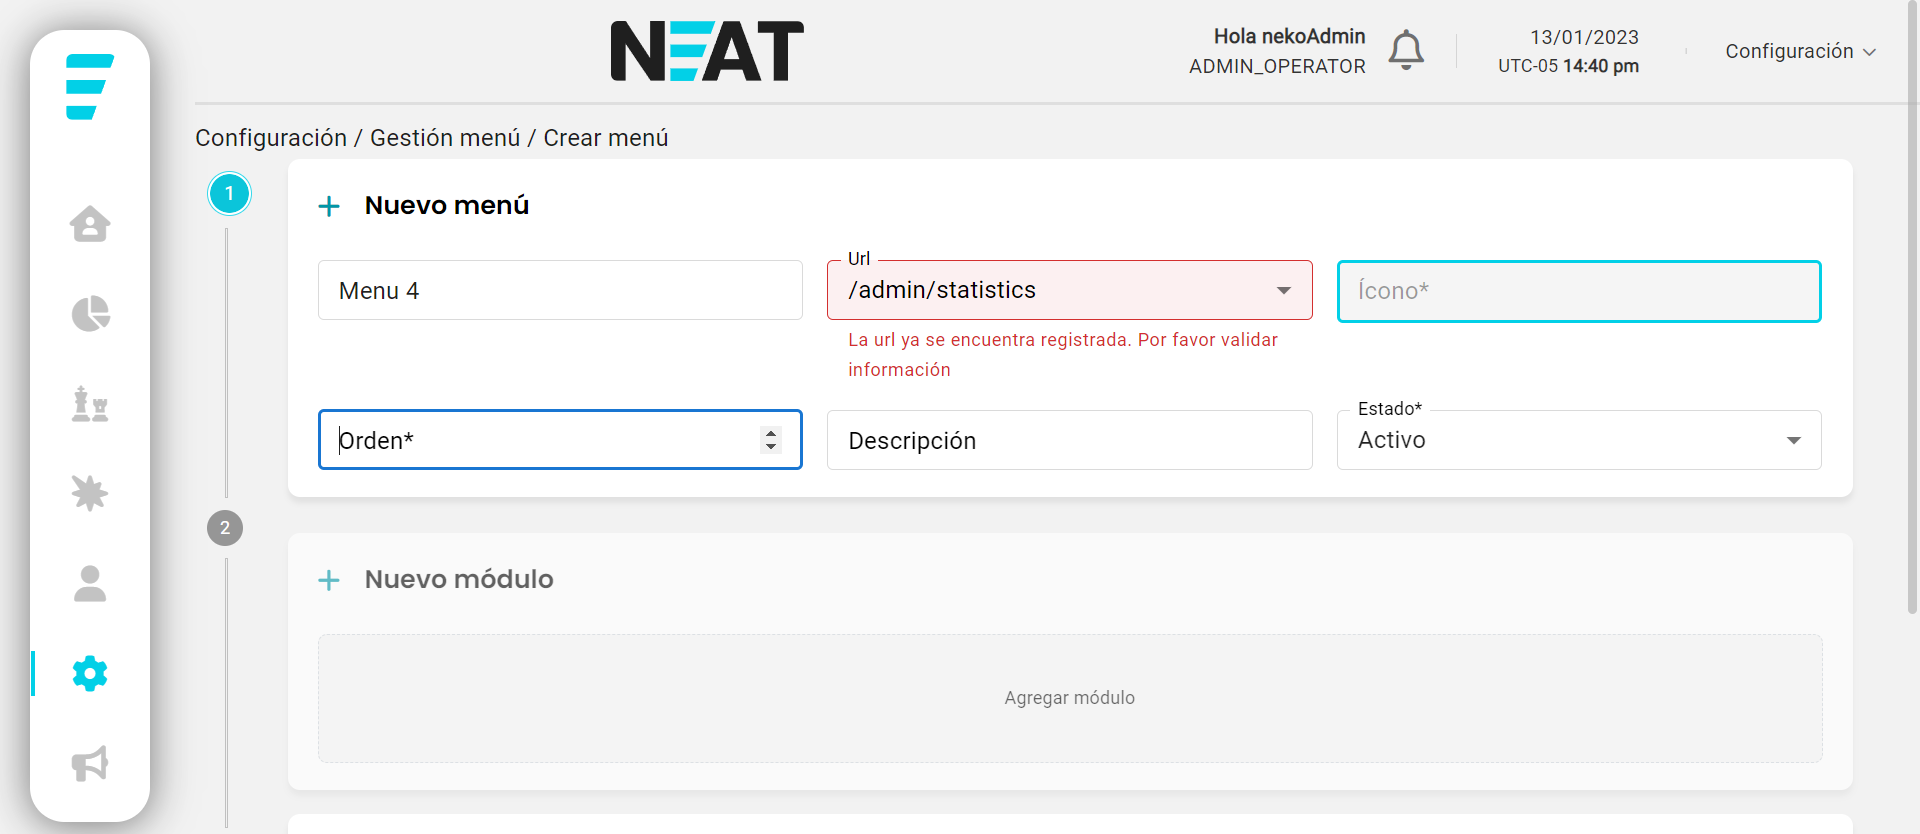 NEAT
Hola nekoAdmin
ADMIN_OPERATOR
13/01/2023
UTC-05 14:40 pm
Configuración
Configuración / Gestión menú / Crear menú
1
Nuevo menú
Menu 4
Url
/admin/statistics
La url ya se encuentra registrada. Por favor validar
información
Ícono*
Orden*
Descripción
Estado*
Activo
2
Nuevo módulo
Agregar módulo